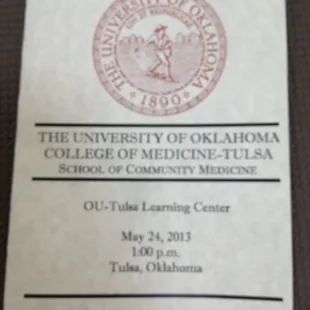 THE UNIVERSITY OF OKLAHOMA
1890
THE UNIVERSITY OF OKLAHOMA
COLLEGE OF MEDICINE-TULSA
SCHOOL OF COMMUNITY MEDICINE
OU-Tulsa Learning Center
May 24, 2013
1:00 p.m.
Tulsa, Oklahoma